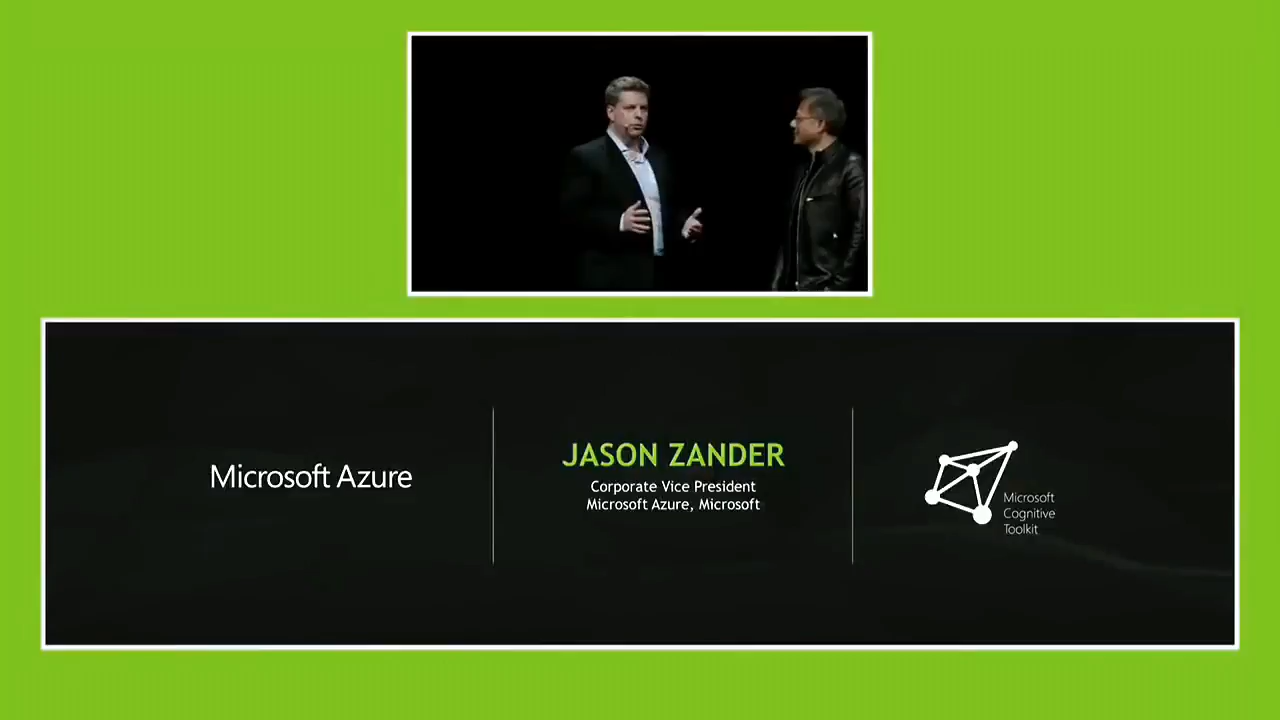 Microsoft Azure
JASON ZANDER
Corporate Vice President
Microsoft Azure, Microsoft
Microsoft
Cognitive
Toolkit